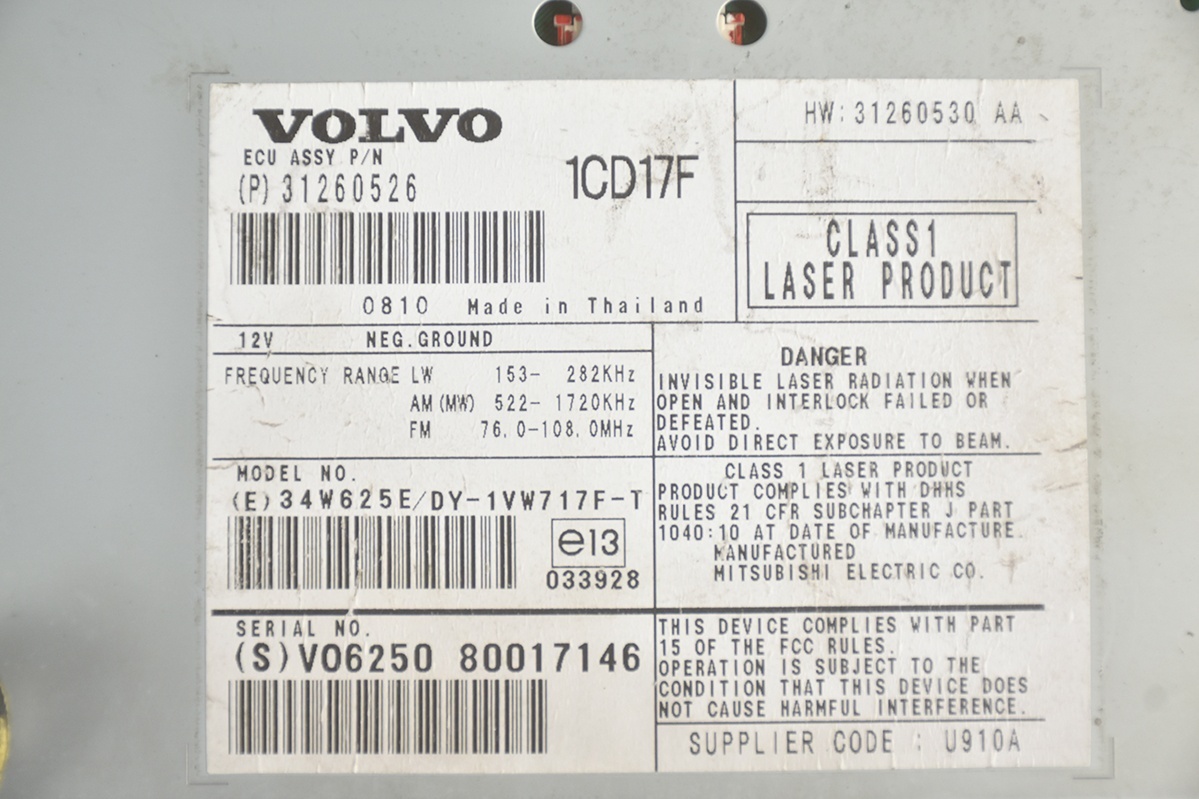 VOLVO
ECU ASSY P/N
(P) 31260526
1CD17F
0810 Made in Thailand
HW: 31260530 AA
CLASS1
LASER PRODUCT
12V NEG. GROUND
FREQUENCY RANGE LW 153- 282KHz
AM (MW) 522- 1720KHz
FM 76.0-108.0MHz
DANGER
INVISIBLE LASER RADIATION WHEN
OPEN AND INTERLOCK FAILED OR
DEFEATED.
AVOID DIRECT EXPOSURE TO BEAM.
MODEL NO.
(E) 34W625E/DY-1VW717F-T
e13
033928
CLASS 1 LASER PRODUCT
PRODUCT COMPLIES WITH DHHS
RULES 21 CFR SUBCHAPTER J PART
1040:10 AT DATE OF MANUFACTURE.
MANUFACTURED
MITSUBISHI ELECTRIC CO.
SERIAL NO.
(S) VO6250 80017146
THIS DEVICE COMPLIES WITH PART
15 OF THE FCC RULES.
OPERATION IS SUBJECT TO THE
CONDITION THAT THIS DEVICE DOES
NOT CAUSE HARMFUL INTERFERENCE.
SUPPLIER CODE : U910A